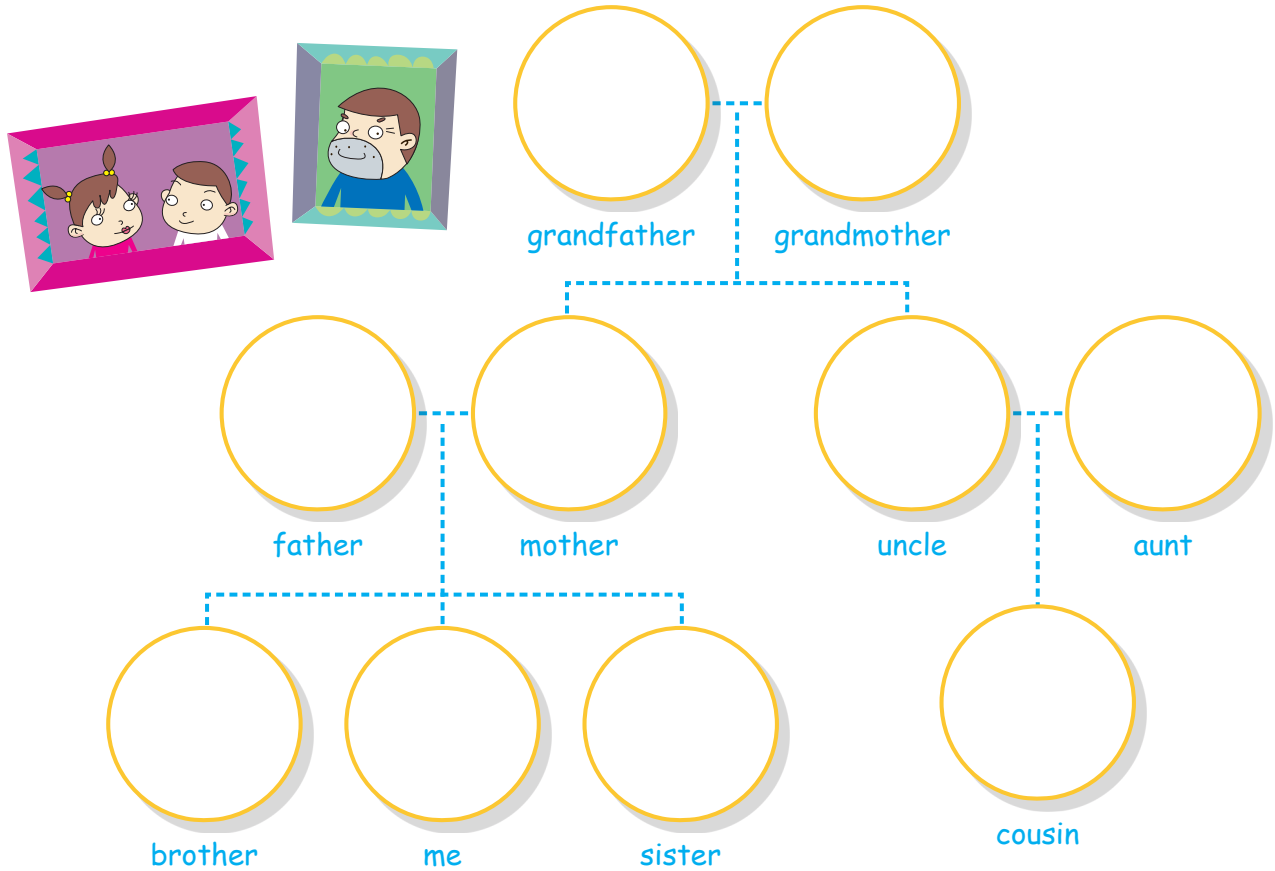 grandfather
grandmother
father
mother
uncle
aunt
brother
me
sister
cousin